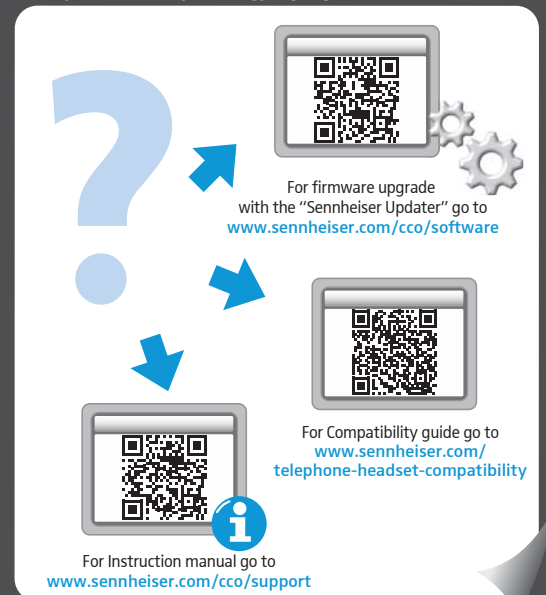 ?
For firmware upgrade
with the “Sennheiser Updater” go to
www.sennheiser.com/cco/software
For Compatibility guide go to
www.sennheiser.com/
telephone-headset-compatibility
i
For Instruction manual go to
www.sennheiser.com/cco/support